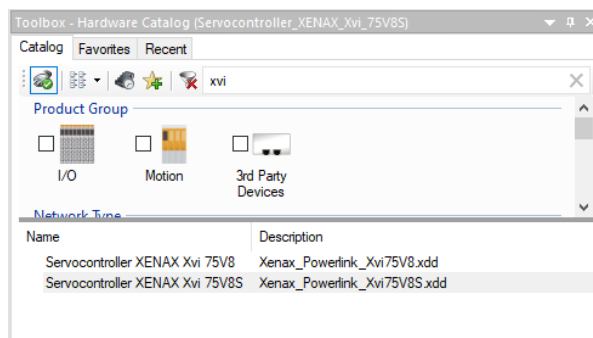 Toolbox - Hardware Catalog (Servocontroller_XENAX_Xvi_75V8S)
Catalog Favorites Recent
xvi
Product Group
I/O Motion 3rd Party
Devices
Network Type
Name Description
Servocontroller XENAX Xvi 75V8 Xenax_Powerlink_Xvi75V8.xdd
Servocontroller XENAX Xvi 75V8S Xenax_Powerlink_Xvi75V8S.xdd